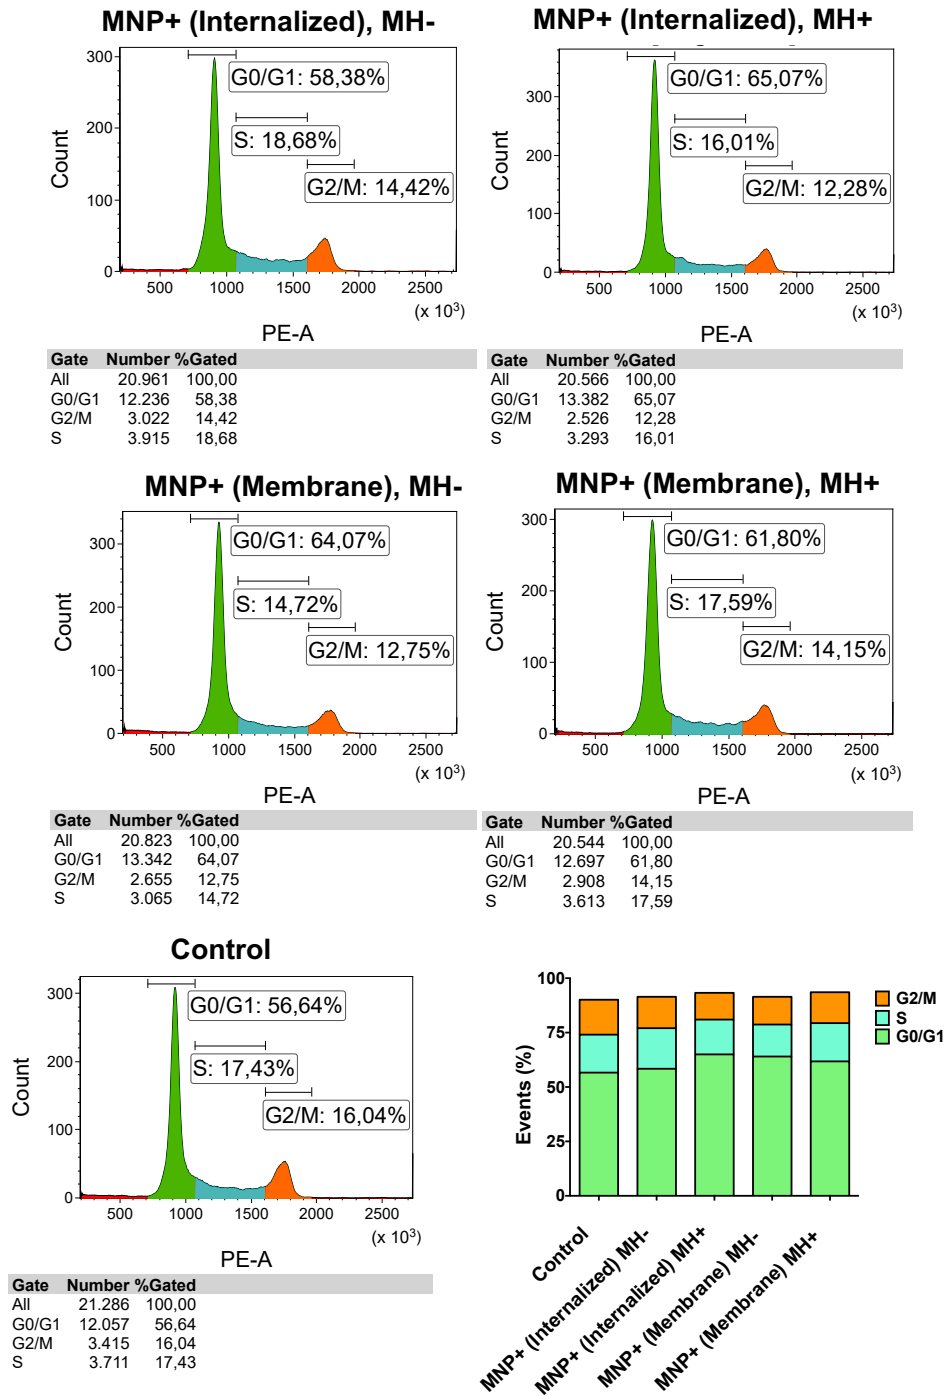 MNP+ (Internalized), MH-
300
200
100
0
Count
G0/G1: 58,38%
S: 18,68%
G2/M: 14,42%
500 1000 1500 2000 2500
(x 10³)
PE-A
Gate Number %Gated
All 20.961 100,00
G0/G1 12.236 58,38
G2/M 3.022 14,42
S 3.915 18,68
MNP+ (Internalized), MH+
300
200
100
0
Count
G0/G1: 65,07%
S: 16,01%
G2/M: 12,28%
500 1000 1500 2000 2500
(x 10³)
PE-A
Gate Number %Gated
All 20.566 100,00
G0/G1 13.382 65,07
G2/M 2.526 12,28
S 3.293 16,01
MNP+ (Membrane), MH-
300
200
100
0
Count
G0/G1: 64,07%
S: 14,72%
G2/M: 12,75%
500 1000 1500 2000 2500
(x 10³)
PE-A
Gate Number %Gated
All 20.823 100,00
G0/G1 13.342 64,07
G2/M 2.655 12,75
S 3.065 14,72
MNP+ (Membrane), MH+
300
200
100
0
Count
G0/G1: 61,80%
S: 17,59%
G2/M: 14,15%
500 1000 1500 2000 2500
(x 10³)
PE-A
Gate Number %Gated
All 20.544 100,00
G0/G1 12.697 61,80
G2/M 2.908 14,15
S 3.613 17,59
Control
300
200
100
0
Count
G0/G1: 56,64%
S: 17,43%
G2/M: 16,04%
500 1000 1500 2000 2500
(x 10³)
PE-A
Gate Number %Gated
All 21.286 100,00
G0/G1 12.057 56,64
G2/M 3.415 16,04
S 3.711 17,43
100
75
50
25
0
Events (%)
G2/M
S
G0/G1
Control
MNP+ (Internalized) MH-
MNP+ (Internalized) MH+
MNP+ (Membrane) MH-
MNP+ (Membrane) MH+